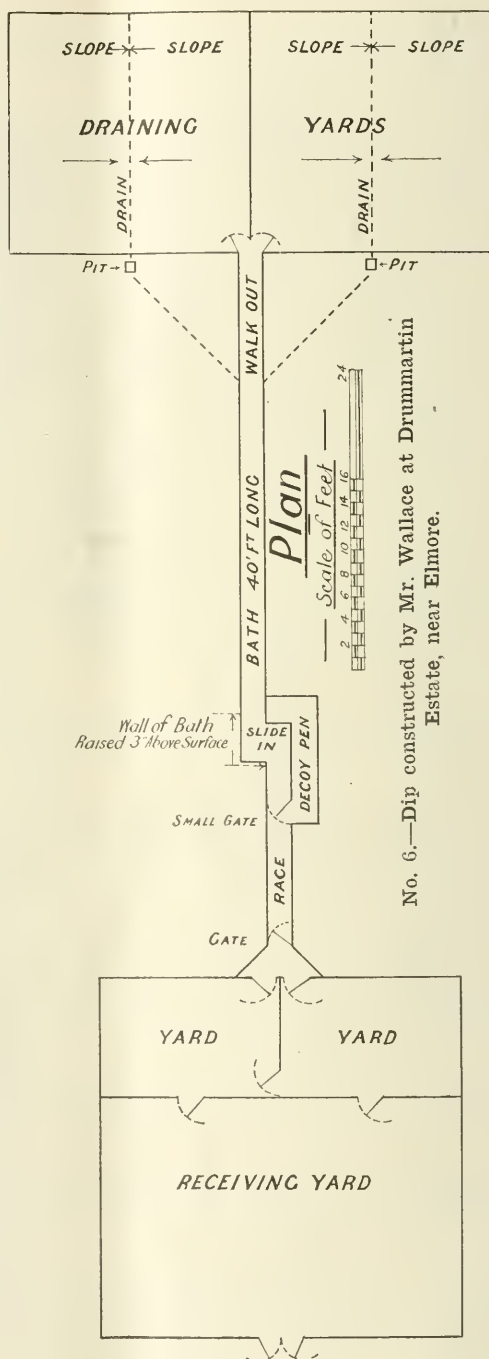 SLOPE SLOPE SLOPE SLOPE
DRAINING YARDS
DRAIN DRAIN
PIT PIT
WALK OUT
BATH 40' FT LONG
Plan
Scale of Feet
2 4 6 8 10 12 14 16 24
No. 6.—Dip constructed by Mr. Wallace at Drummartin
Estate, near Elmore.
Wall of Bath
Raised 3" Above Surface
SLIDE
IN
DECOY PEN
SMALL GATE
RACE
GATE
YARD YARD
RECEIVING YARD